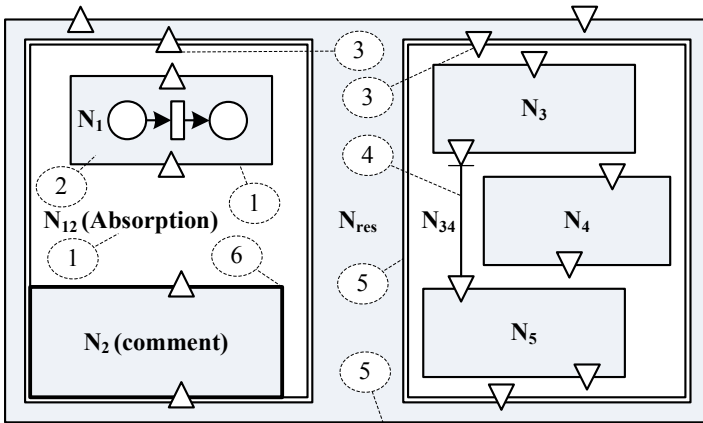 3
3
N₁
N₃
2
1
4
N₁₂ (Absorption)
Nres
N₃₄
N₄
1
6
5
N₂ (comment)
N₅
5